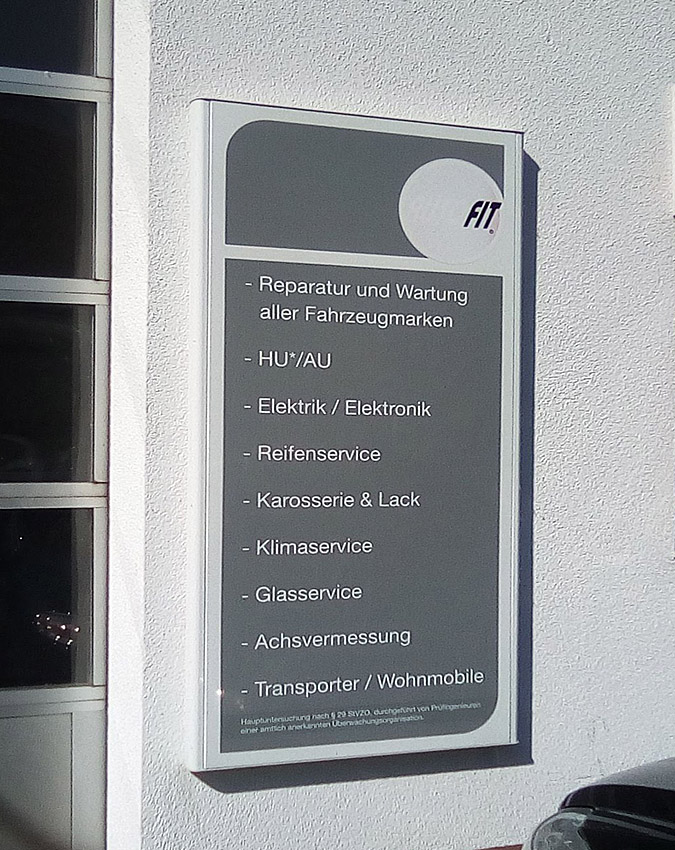 FIT
- Reparatur und Wartung
aller Fahrzeugmarken
- HU*/AU
- Elektrik / Elektronik
- Reifenservice
- Karosserie & Lack
- Klimaservice
- Glasservice
- Achsvermessung
- Transporter / Wohnmobile
Hauptuntersuchung nach § 29 StVZO, durchgeführt von Prüfingenieuren
einer amtlich anerkannten Überwachungsorganisation.